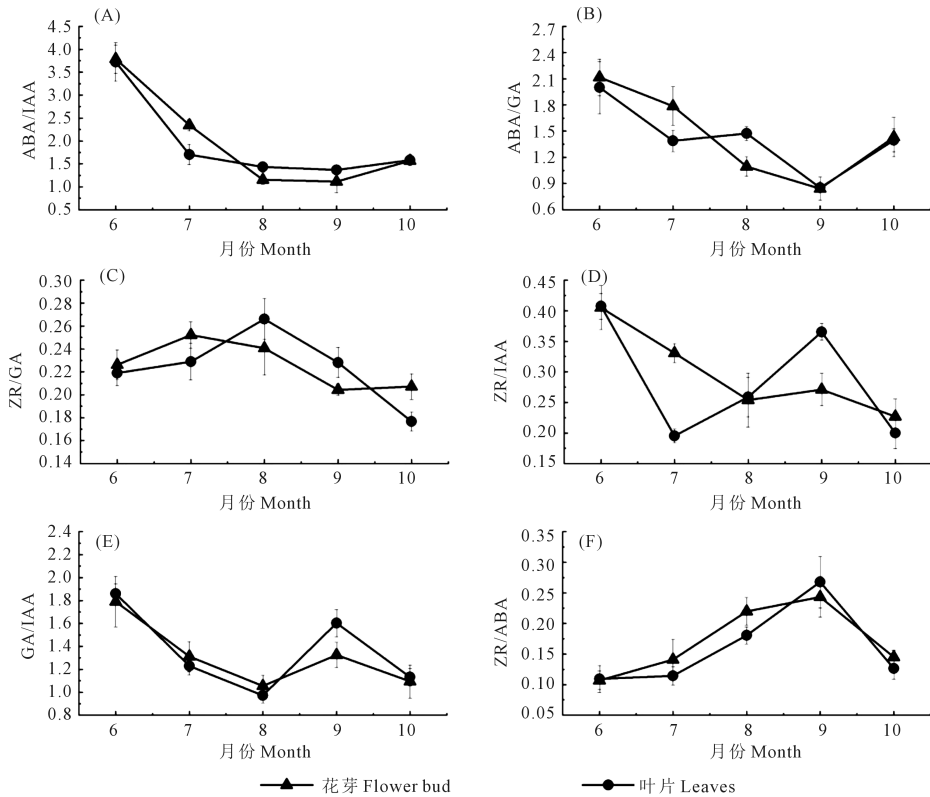 (A)
4.5
4.0
3.5
3.0
2.5
2.0
1.5
1.0
0.5
ABA/IAA
6 7 8 9 10
月份 Month
(B)
2.7
2.4
2.1
1.8
1.5
1.2
0.9
0.6
ABA/GA
6 7 8 9 10
月份 Month
(C)
0.30
0.28
0.26
0.24
0.22
0.20
0.18
0.16
0.14
ZR/GA
6 7 8 9 10
月份 Month
(D)
0.45
0.40
0.35
0.30
0.25
0.20
0.15
ZR/IAA
6 7 8 9 10
月份 Month
(E)
2.4
2.2
2.0
1.8
1.6
1.4
1.2
1.0
0.8
GA/IAA
6 7 8 9 10
月份 Month
(F)
0.35
0.30
0.25
0.20
0.15
0.10
0.05
ZR/ABA
6 7 8 9 10
月份 Month
花芽 Flower bud 叶片 Leaves